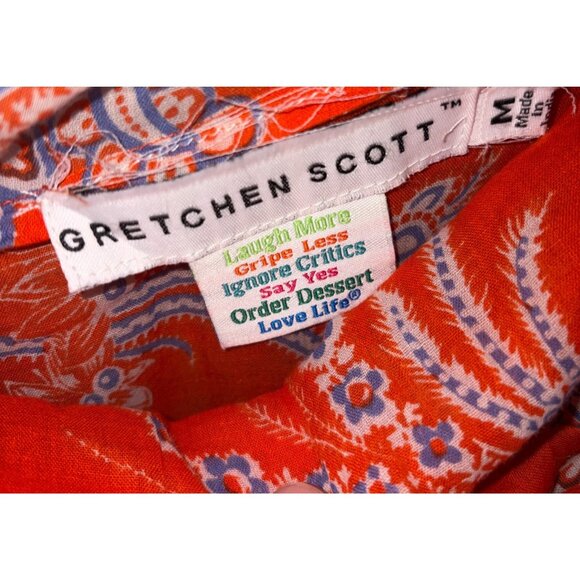 GRETCHEN SCOTT™
Laugh More
Gripe Less
Ignore Critics
Say Yes
Order Dessert
Love Life®
M
Made
in